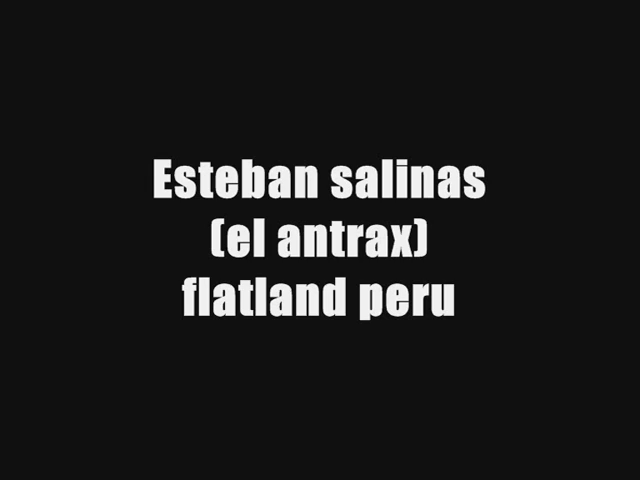 Esteban salinas
(el antrax)
flatland peru